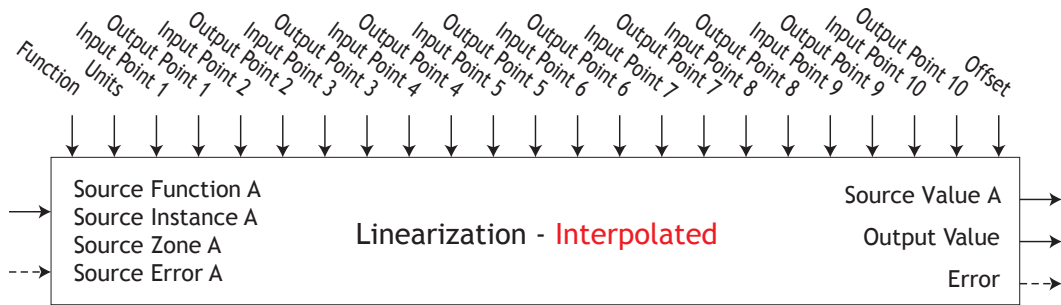 Function
Units
Input Point 1
Output Point 1
Input Point 2
Output Point 2
Input Point 3
Output Point 3
Input Point 4
Output Point 4
Input Point 5
Output Point 5
Input Point 6
Output Point 6
Input Point 7
Output Point 7
Input Point 8
Output Point 8
Input Point 9
Output Point 9
Input Point 10
Output Point 10
Offset
Source Function A
Source Instance A
Source Zone A
Source Error A
Linearization - Interpolated
Source Value A
Output Value
Error